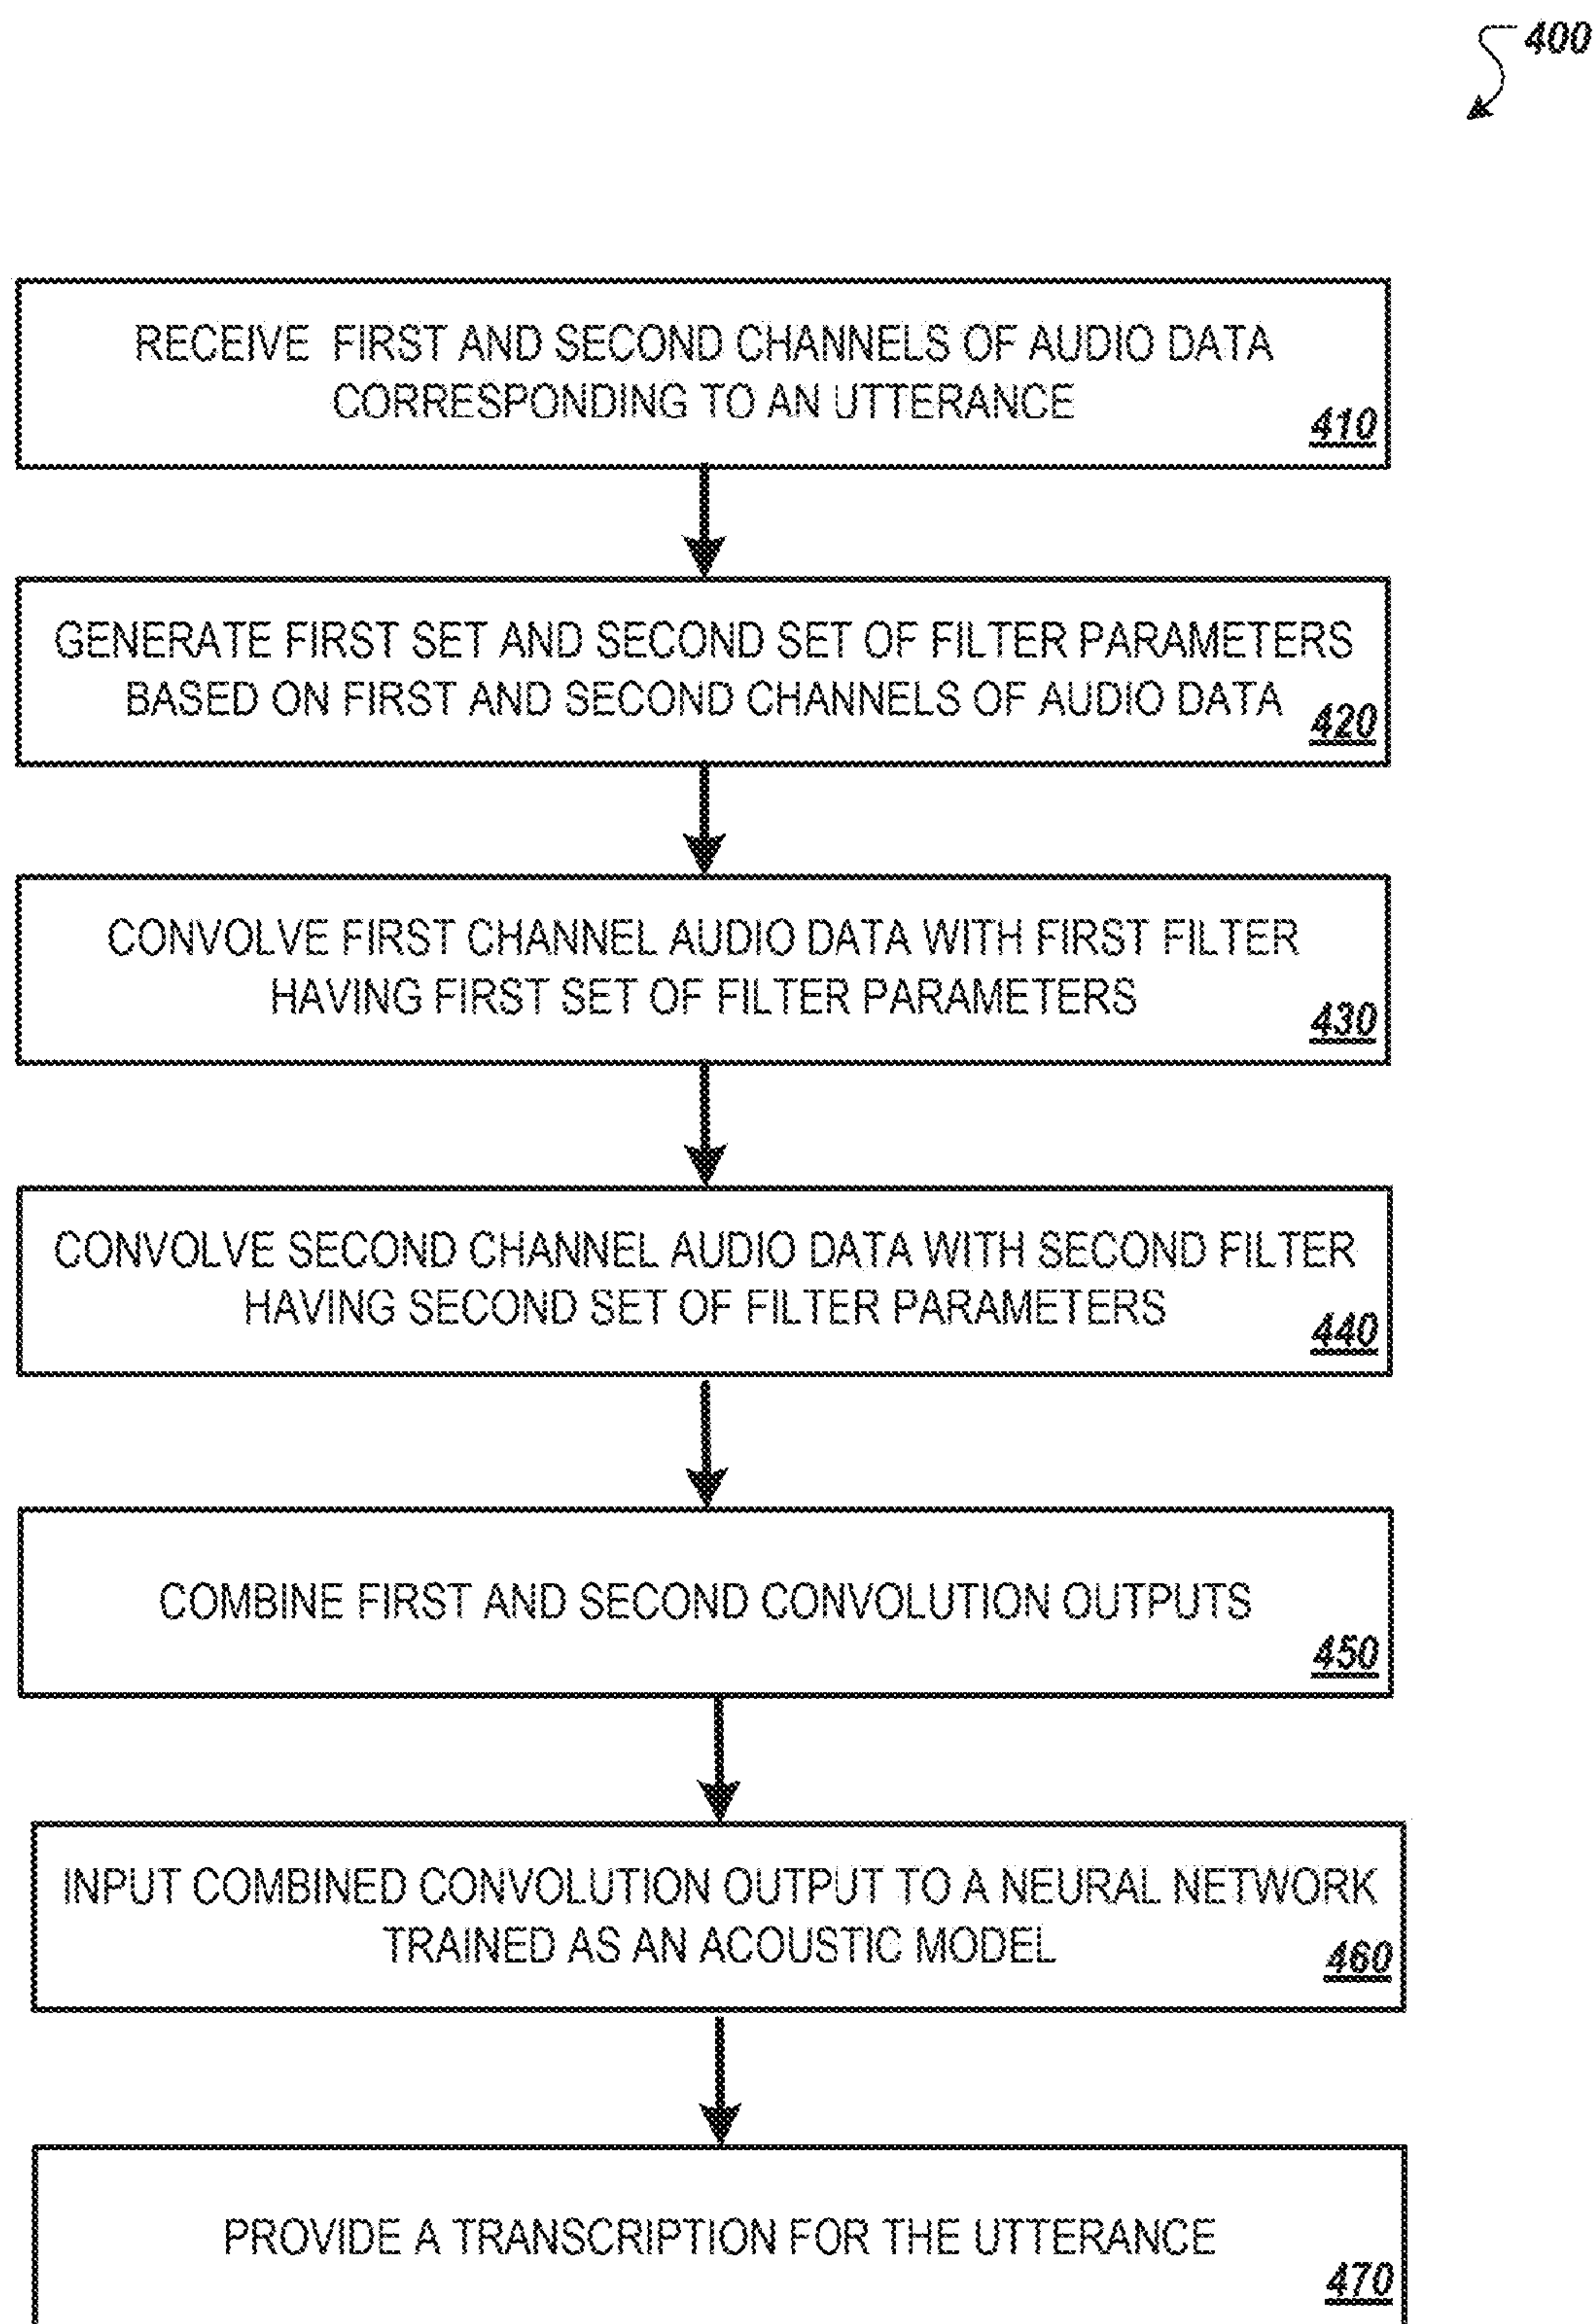 400
RECEIVE FIRST AND SECOND CHANNELS OF AUDIO DATA
CORRESPONDING TO AN UTTERANCE
410
GENERATE FIRST SET AND SECOND SET OF FILTER PARAMETERS
BASED ON FIRST AND SECOND CHANNELS OF AUDIO DATA
420
CONVOLVE FIRST CHANNEL AUDIO DATA WITH FIRST FILTER
HAVING FIRST SET OF FILTER PARAMETERS
430
CONVOLVE SECOND CHANNEL AUDIO DATA WITH SECOND FILTER
HAVING SECOND SET OF FILTER PARAMETERS
440
COMBINE FIRST AND SECOND CONVOLUTION OUTPUTS
450
INPUT COMBINED CONVOLUTION OUTPUT TO A NEURAL NETWORK
TRAINED AS AN ACOUSTIC MODEL
460
PROVIDE A TRANSCRIPTION FOR THE UTTERANCE
470